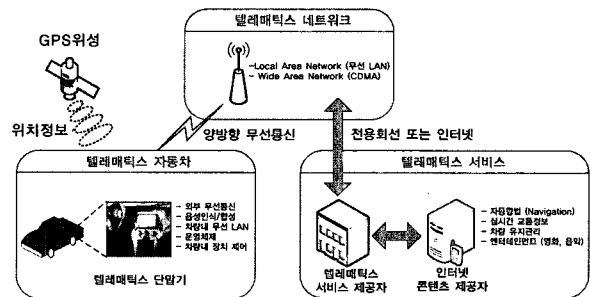 텔레매틱스 네트워크
-Local Area Network (무선 LAN)
- Wide Area Network (CDMA)
GPS위성
위치정보
양방향 무선통신
전용회선 또는 인터넷
텔레매틱스 자동차
- 외부 무선통신
음성인식/합성
- 차량내 무선 LAN
- 운영체제
- 차량내 장치 제어
텔레매틱스 단말기
텔레매틱스 서비스
- 자동항법 (Navigation)
- 실시간 교통정보
- 차량 유지관리
- 엔터테인먼트 (영화, 음악)
텔레매틱스
서비스 제공자
인터넷
콘텐츠 제공자